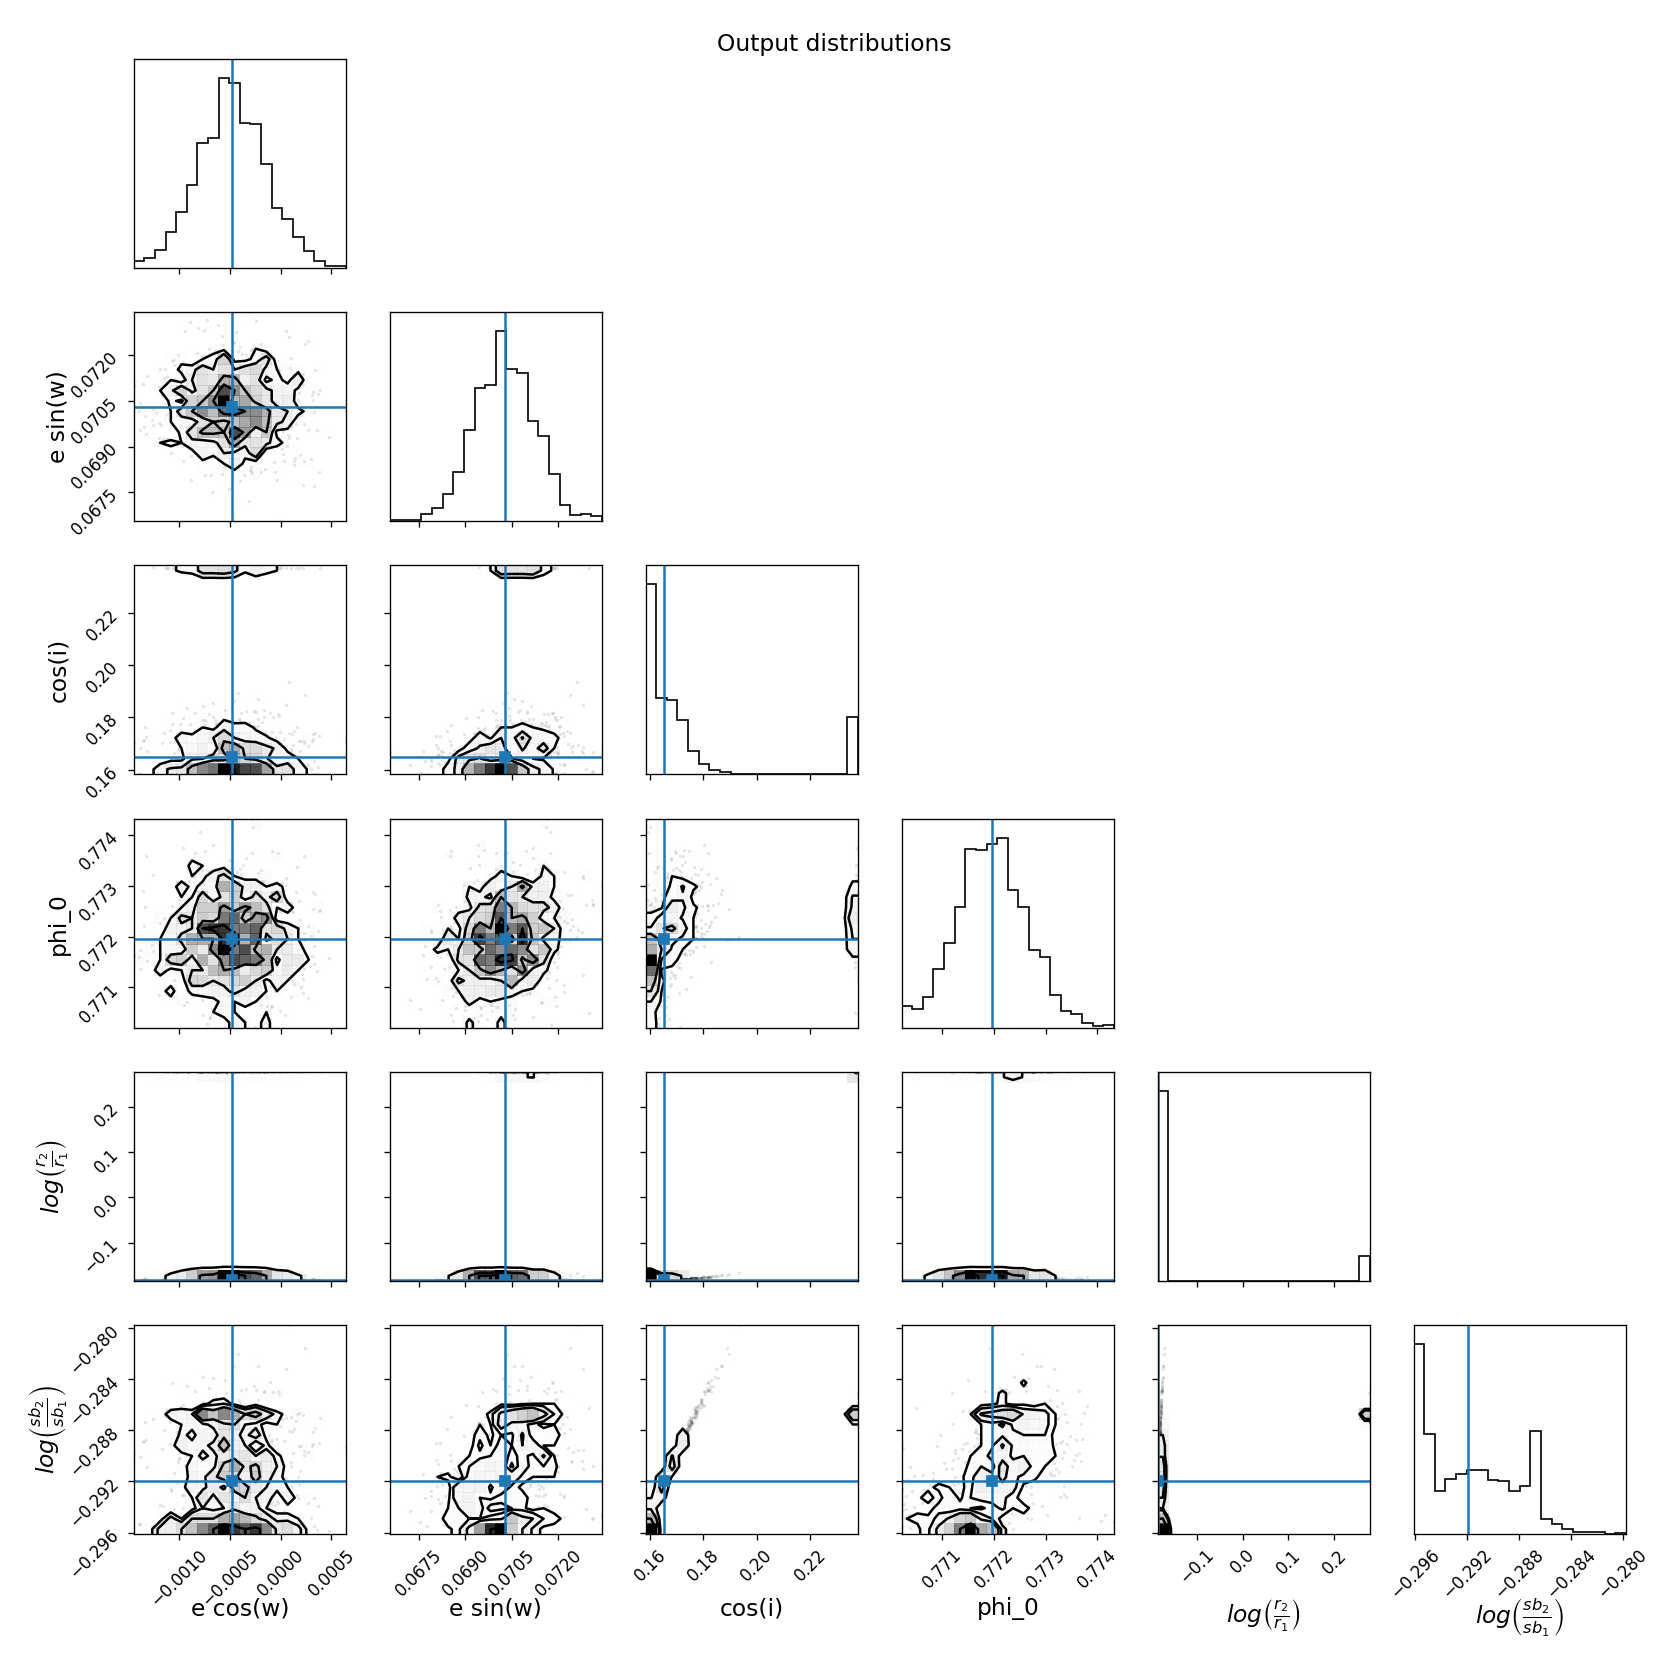 Output distributions
e sin(w)
0.0720
0.0705
0.0690
0.0675
cos(i)
0.22
0.20
0.18
0.16
phi_0
0.774
0.773
0.772
0.771
log(r₂/r₁)
0.2
0.1
0.0
−0.1
log(sb₂/sb₁)
−0.280
−0.284
−0.288
−0.292
−0.296
−0.0010 −0.0005 0.0000 0.0005
0.0675 0.0690 0.0705 0.0720
0.16 0.18 0.20 0.22
0.771 0.772 0.773 0.774
−0.1 0.0 0.1 0.2
−0.296 −0.292 −0.288 −0.284 −0.280
e cos(w)
e sin(w)
cos(i)
phi_0
log(r₂/r₁)
log(sb₂/sb₁)